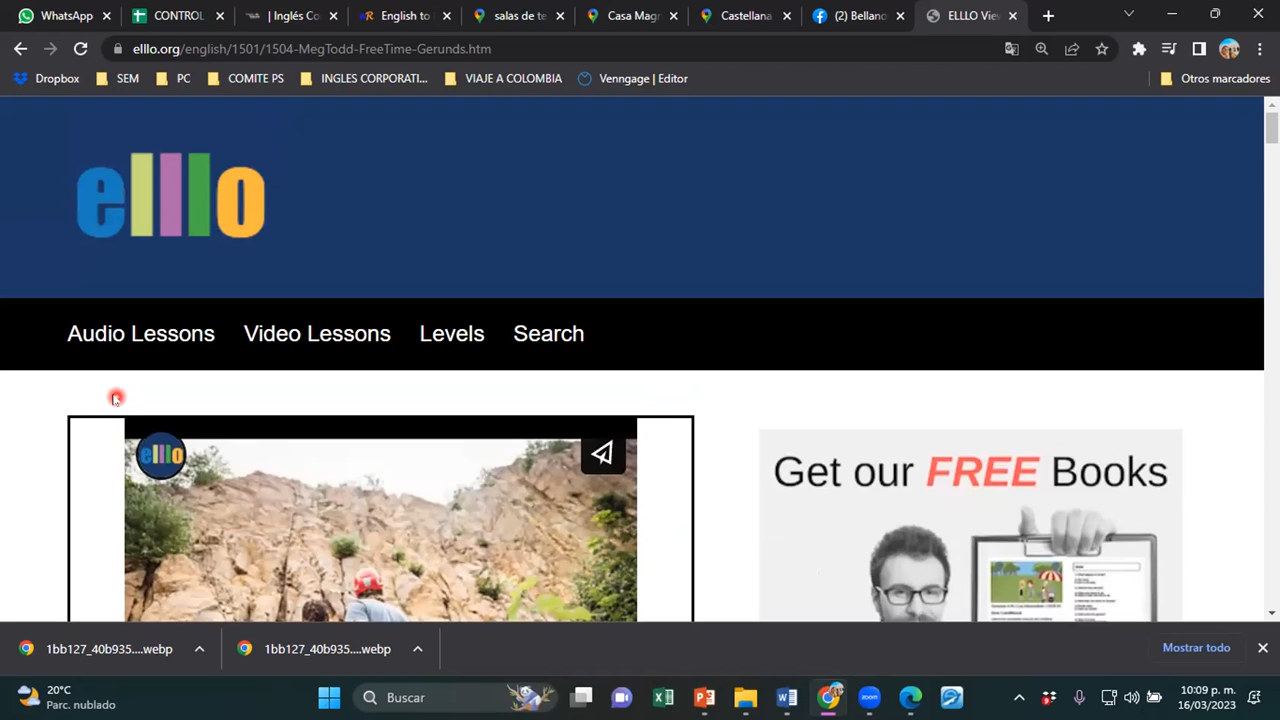 WhatsApp
CONTROL
| Inglés Co
English to
salas de te
Casa Magr
Castellana
(2) Bellano
ELLLO Viev
elllo.org/english/1501/1504-MegTodd-FreeTime-Gerunds.htm
Dropbox
SEM
PC
COMITE PS
INGLES CORPORATI...
VIAJE A COLOMBIA
Venngage | Editor
Otros marcadores
elllo
Audio Lessons
Video Lessons
Levels
Search
elllo
Get our FREE Books
1bb127_40b935....webp
1bb127_40b935....webp
Mostrar todo
20°C
Parc. nublado
Buscar
10:09 p. m.
16/03/2023